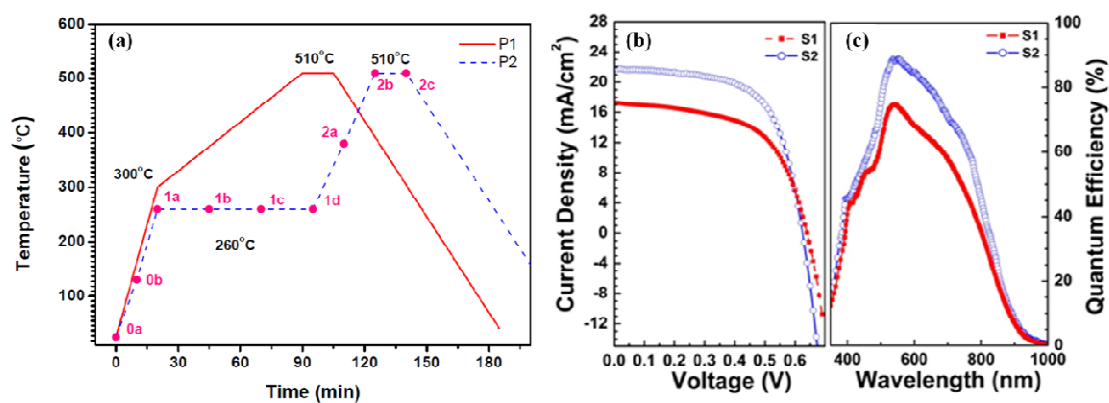 (a)
P1
P2
510°C
510°C
2b
2c
2a
300°C
1a
1b
1c
1d
260°C
0b
0a
600
500
400
300
200
100
Temperature (°C)
0
30
60
90
120
150
180
Time (min)
(b)
S1
S2
28
24
20
16
12
8
4
0
-4
-8
-12
Current Density (mA/cm²)
0.0
0.1
0.2
0.3
0.4
0.5
0.6
Voltage (V)
(c)
S1
S2
400
600
800
1000
Wavelength (nm)
100
80
60
40
20
0
Quantum Efficiency (%)